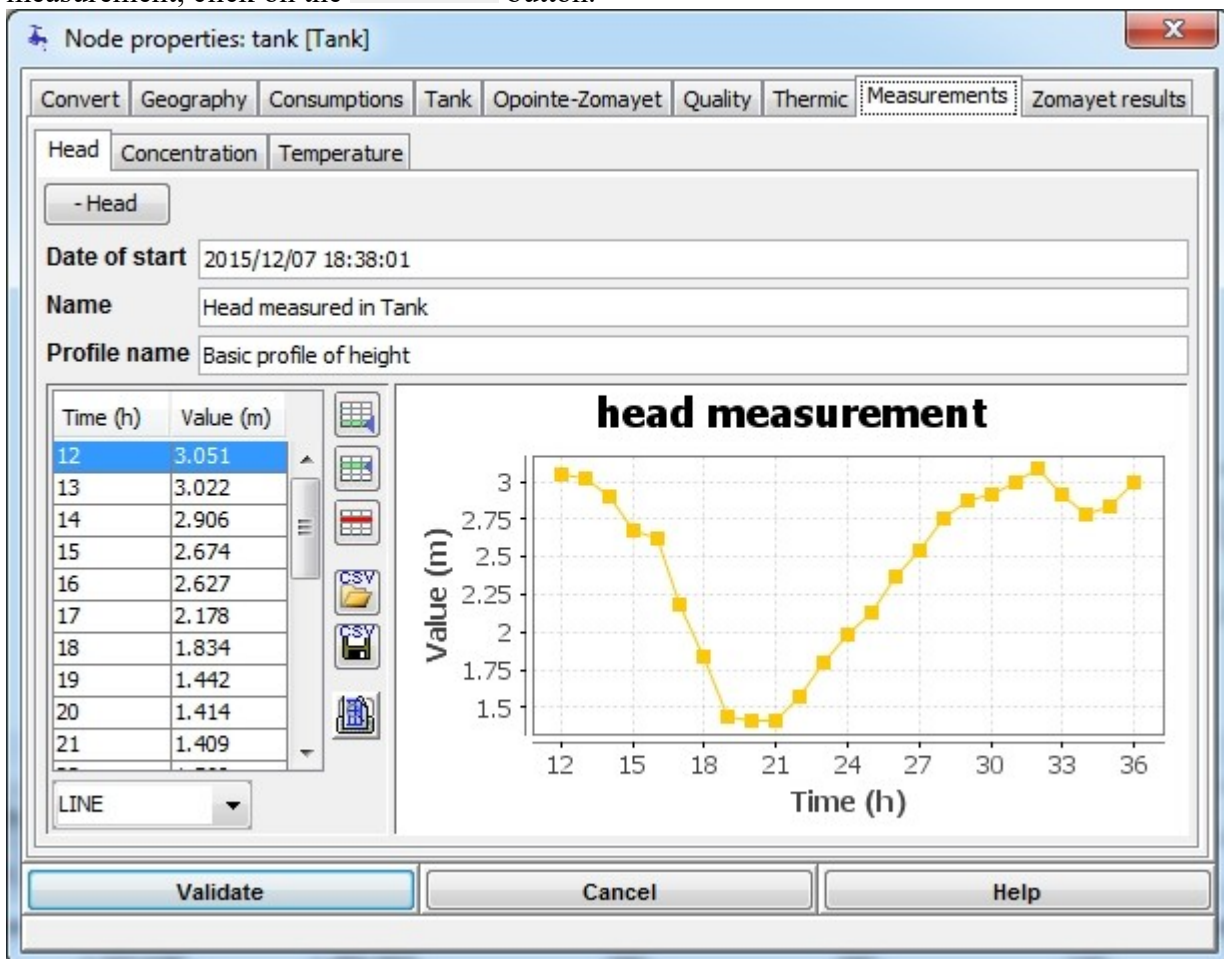 measurement, click on the button.
Node properties: tank [Tank]
Convert Geography Consumptions Tank Opointe-Zomayet Quality Thermic Measurements Zomayet results
Head Concentration Temperature
- Head
Date of start 2015/12/07 18:38:01
Name Head measured in Tank
Profile name Basic profile of height
Time (h) Value (m)
12 3.051
13 3.022
14 2.906
15 2.674
16 2.627
17 2.178
18 1.834
19 1.442
20 1.414
21 1.409
LINE
CSV
CSV
head measurement
Value (m)
3
2.75
2.5
2.25
2
1.75
1.5
12 15 18 21 24 27 30 33 36
Time (h)
Validate Cancel Help